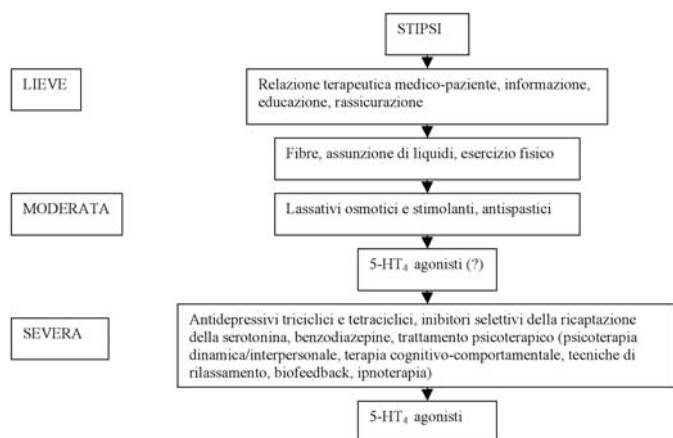 STIPSI
LIEVE
Relazione terapeutica medico-paziente, informazione,
educazione, rassicurazione
Fibre, assunzione di liquidi, esercizio fisico
MODERATA
Lassativi osmotici e stimolanti, antispastici
5-HT₄ agonisti (?)
SEVERA
Antidepressivi triciclici e tetraciclici, inibitori selettivi della ricaptazione
della serotonina, benzodiazepine, trattamento psicoterapico (psicoterapia
dinamica/interpersonale, terapia cognitivo-comportamentale, tecniche di
rilassamento, biofeedback, ipnoterapia)
5-HT₄ agonisti